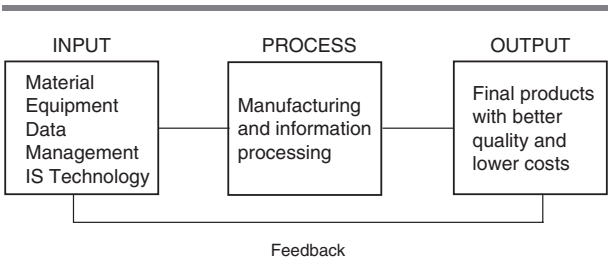 INPUT
PROCESS
OUTPUT
Material
Equipment
Data
Management
IS Technology
Manufacturing
and information
processing
Final products
with better
quality and
lower costs
Feedback